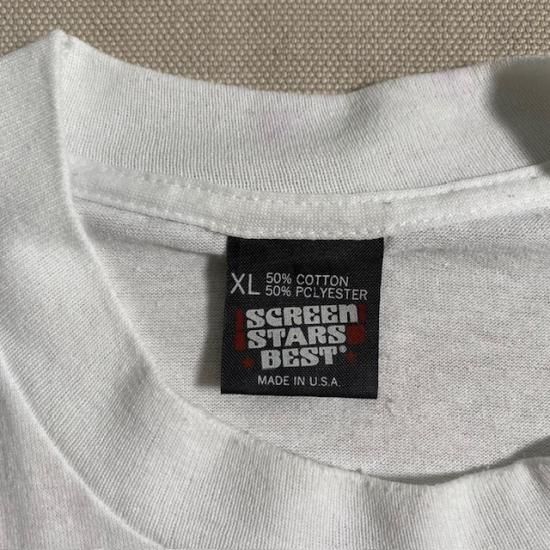 XL 50% COTTON
50% POLYESTER
SCREEN
STARS
BEST®
MADE IN U.S.A.